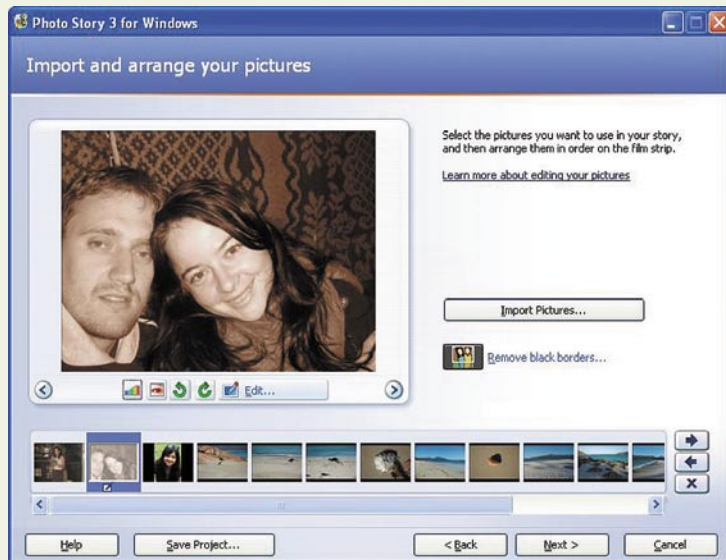 Photo Story 3 for Windows
Import and arrange your pictures
Select the pictures you want to use in your story,
and then arrange them in order on the film strip.
Learn more about editing your pictures
Import Pictures...
Remove black borders...
Edit...
Help
Save Project...
< Back
Next >
Cancel